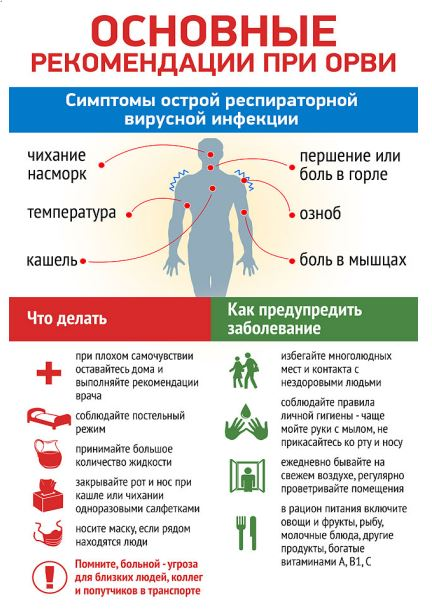 ОСНОВНЫЕ
РЕКОМЕНДАЦИИ ПРИ ОРВИ
Симптомы острой респираторной
вирусной инфекции
чихание
насморк
температура
кашель
першение или
боль в горле
озноб
боль в мышцах
Что делать
при плохом самочувствии
оставайтесь дома и
выполняйте рекомендации
врача
соблюдайте постельный
режим
принимайте большое
количество жидкости
закрывайте рот и нос при
кашле или чихании
одноразовыми салфетками
носите маску, если рядом
находятся люди
Помните, больной - угроза
для близких людей, коллег
и попутчиков в транспорте
Как предупредить
заболевание
избегайте многолюдных
мест и контакта с
нездоровыми людьми
соблюдайте правила
личной гигиены - чаще
мойте руки с мылом, не
прикасайтесь ко рту и носу
ежедневно бывайте на
свежем воздухе, регулярно
проветривайте помещения
в рацион питания включите
овощи и фрукты, рыбу,
молочные блюда, другие
продукты, богатые
витаминами А, В1, С